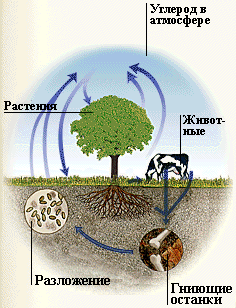 Углерод в
атмосфере
Растения
Живот-
ные
Разложение
Гниющие
останки